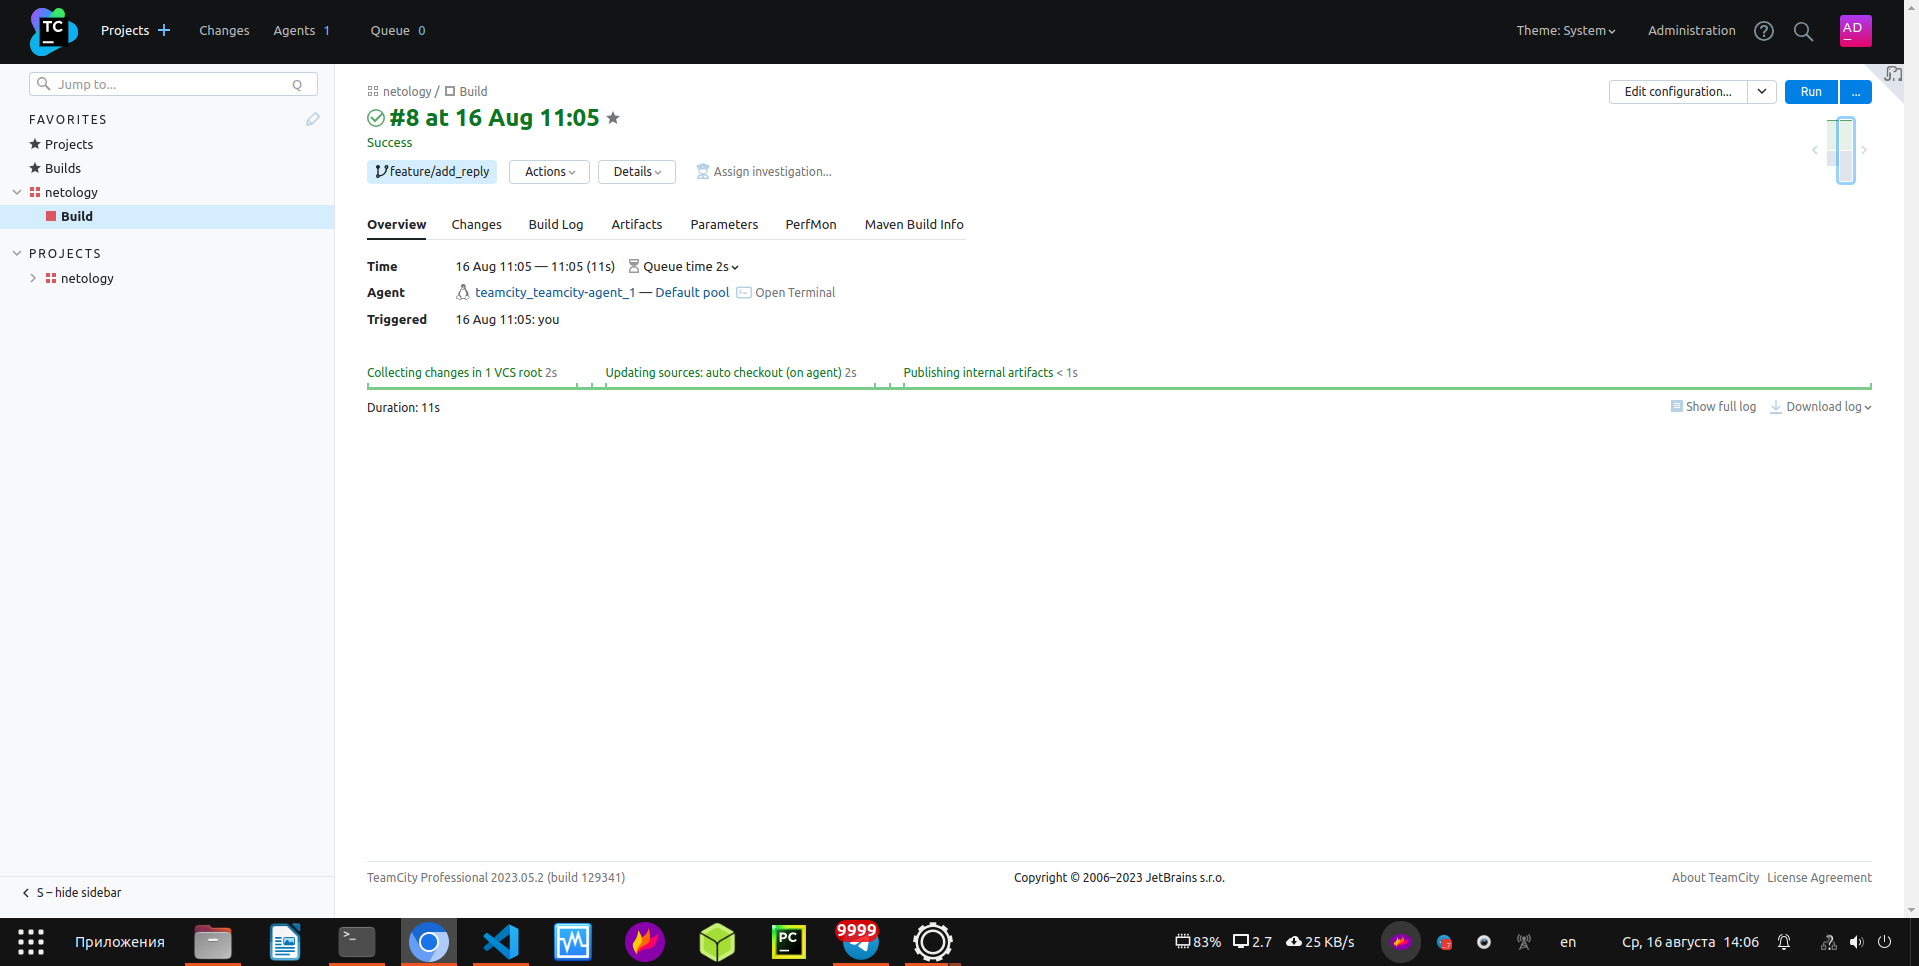 TC
Projects
Changes
Agents 1
Queue 0
Theme: System
Administration
AD
Jump to...
Q
FAVORITES
Projects
Builds
netology
Build
PROJECTS
netology
S – hide sidebar
netology / Build
Edit configuration...
Run
...
#8 at 16 Aug 11:05
Success
feature/add_reply
Actions
Details
Assign investigation...
Overview
Changes
Build Log
Artifacts
Parameters
PerfMon
Maven Build Info
Time 16 Aug 11:05 — 11:05 (11s) Queue time 2s
Agent teamcity_teamcity-agent_1 — Default pool Open Terminal
Triggered 16 Aug 11:05: you
Collecting changes in 1 VCS root 2s
Updating sources: auto checkout (on agent) 2s
Publishing internal artifacts < 1s
Duration: 11s
Show full log
Download log
TeamCity Professional 2023.05.2 (build 129341)
Copyright © 2006–2023 JetBrains s.r.o.
About TeamCity
License Agreement
Приложения
PC
9999
83%
2.7
25 KB/s
en
Ср, 16 августа 14:06